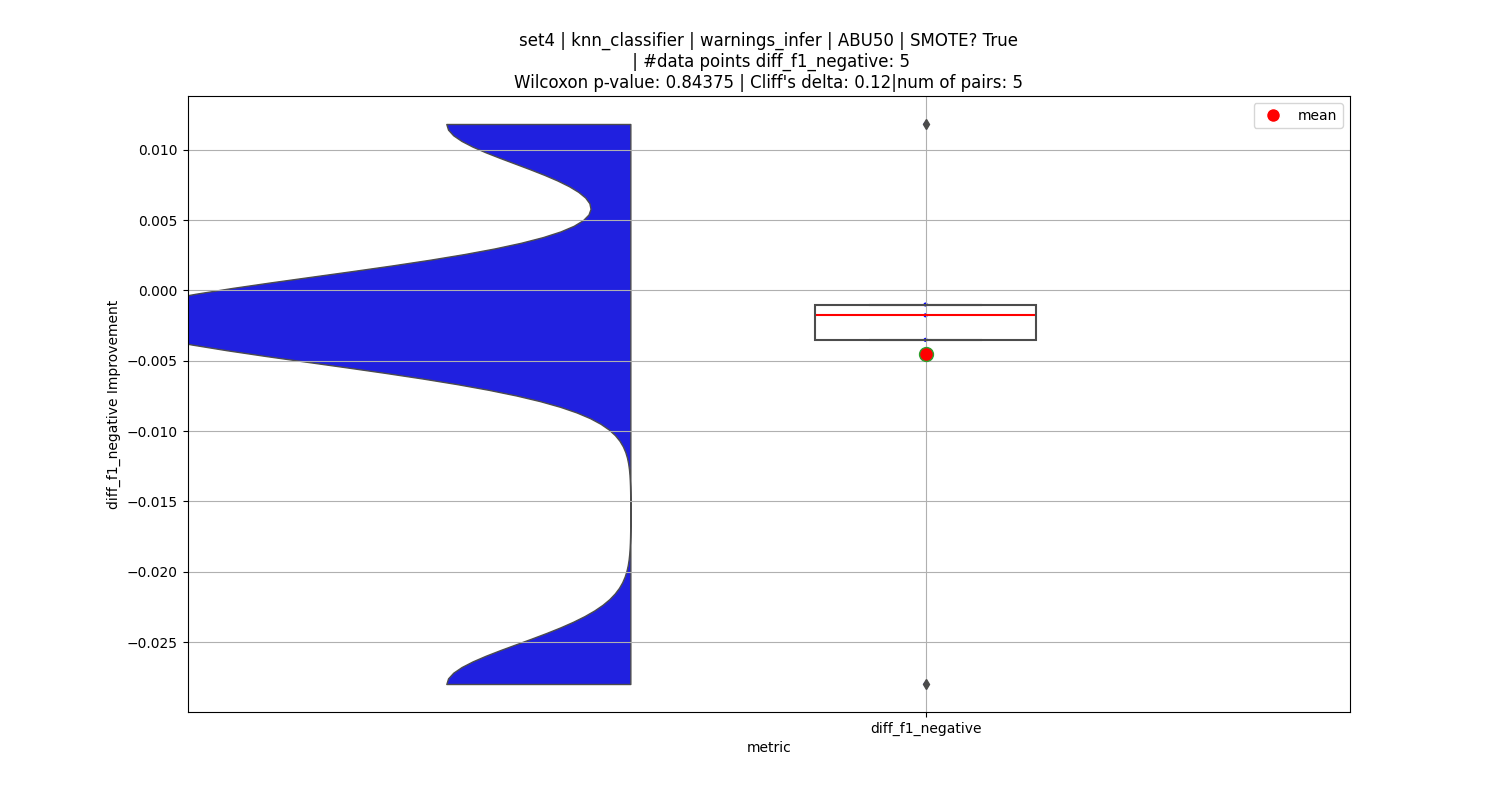 set4 | knn_classifier | warnings_infer | ABU50 | SMOTE? True
| #data points diff_f1_negative: 5
Wilcoxon p-value: 0.84375 | Cliff's delta: 0.12|num of pairs: 5
mean
0.010
0.005
0.000
−0.005
−0.010
−0.015
−0.020
−0.025
diff_f1_negative Improvement
diff_f1_negative
metric